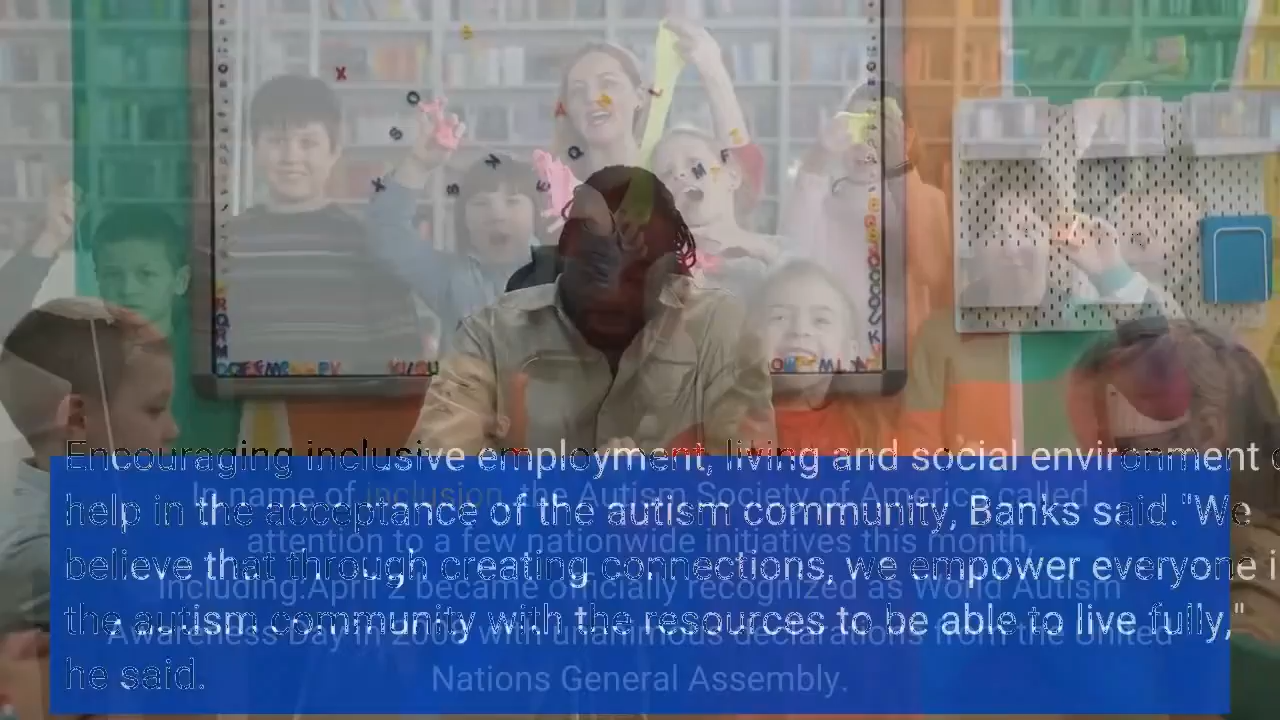 Encouraging inclusive employment, living and social environment
help in the acceptance of the autism community, Banks said. "We
believe that through creating connections, we empower everyone
the autism community with the resources to be able to live fully,"
he said.
In name of inclusion, the Autism Society of America called
attention to a few nationwide initiatives this month
including:April 2 became officially recognized as World Autism
Awareness Day in 2008 with unanimous declarations from the United
Nations General Assembly.